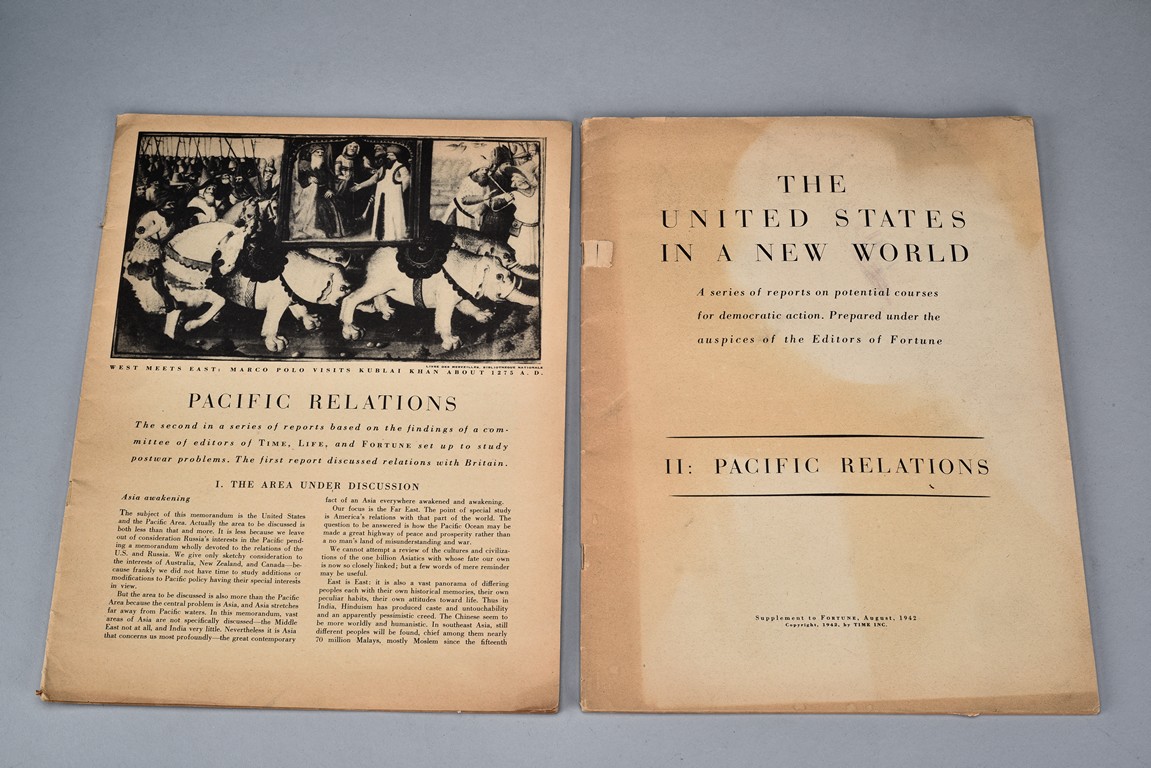 LIVRE DES MERVEILLES, BIBLIOTHEQUE NATIONALE
WEST MEETS EAST: MARCO POLO VISITS KUBLAI KHAN ABOUT 1275 A. D.
PACIFIC RELATIONS
The second in a series of reports based on the findings of a com-
mittee of editors of TIME, LIFE, and FORTUNE set up to study
postwar problems. The first report discussed relations with Britain.
I. THE AREA UNDER DISCUSSION
Asia awakening
The subject of this memorandum is the United States
and the Pacific Area. Actually the area to be discussed is
both less than that and more. It is less because we leave
out of consideration Russia's interests in the Pacific pend-
ing a memorandum wholly devoted to the relations of the
U.S. and Russia. We give only sketchy consideration to
the interests of Australia, New Zealand, and Canada—be-
cause frankly we did not have time to study additions or
modifications to Pacific policy having their special interests
in view.
But the area to be discussed is also more than the Pacific
Area because the central problem is Asia, and Asia stretches
far away from Pacific waters. In this memorandum, vast
areas of Asia are not specifically discussed—the Middle
East not at all, and India very little. Nevertheless it is Asia
that concerns us most profoundly—the great contemporary
fact of an Asia everywhere awakened and awakening.
Our focus is the Far East. The point of special study
is America's relations with that part of the world. The
question to be answered is how the Pacific Ocean may be
made a great highway of peace and prosperity rather than
a no man's land of misunderstanding and war.
We cannot attempt a review of the cultures and civiliza-
tions of the one billion Asiatics with whose fate our own
is now so closely linked; but a few words of mere reminder
may be useful.
East is East: it is also a vast panorama of differing
peoples each with their own historical memories, their own
peculiar habits, their own attitudes toward life. Thus in
India, Hinduism has produced caste and untouchability
and an apparently pessimistic creed. The Chinese seem to
be more worldly and humanistic. In southeast Asia, still
different peoples will be found, chief among them nearly
70 million Malays, mostly Moslem since the fifteenth
THE
UNITED STATES
IN A NEW WORLD
A series of reports on potential courses
for democratic action. Prepared under the
auspices of the Editors of Fortune
II: PACIFIC RELATIONS
Supplement to FORTUNE, August, 1942
Copyright, 1942, by TIME INC.